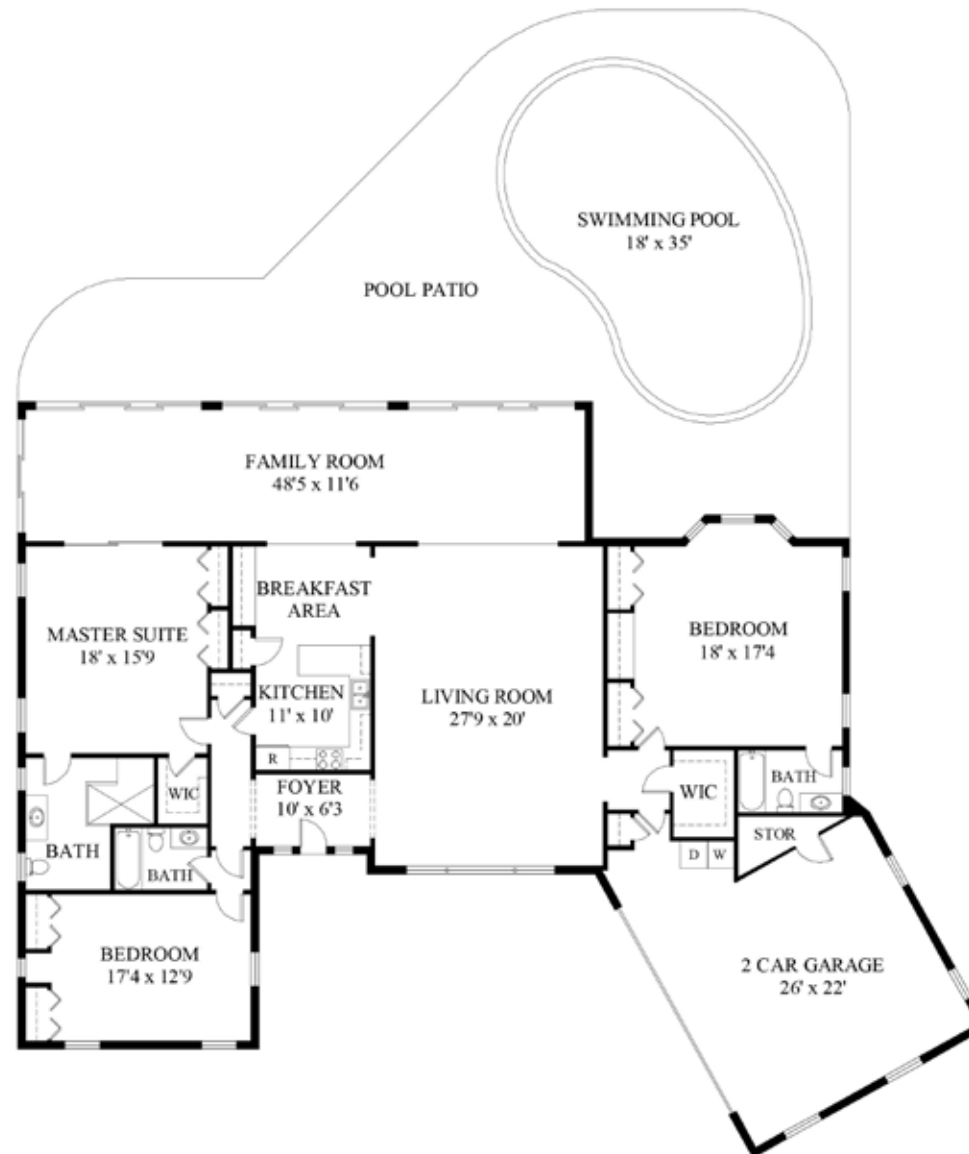 SWIMMING POOL
18' x 35'
POOL PATIO
FAMILY ROOM
48'5 x 11'6
BREAKFAST
AREA
MASTER SUITE
18' x 15'9
BEDROOM
18' x 17'4
KITCHEN
11' x 10'
LIVING ROOM
27'9 x 20'
R
FOYER
10' x 6'3
WIC
WIC
BATH
STOR
BATH
BATH
D W
BEDROOM
17'4 x 12'9
2 CAR GARAGE
26' x 22'